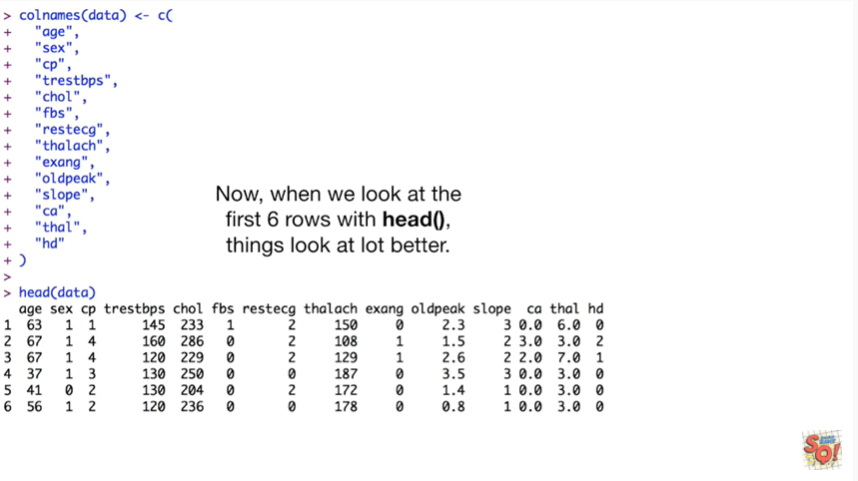 > colnames(data) <- c(
+   "age",
+   "sex",
+   "cp",
+   "trestbps",
+   "chol",
+   "fbs",
+   "restecg",
+   "thalach",
+   "exang",
+   "oldpeak",
+   "slope",
+   "ca",
+   "thal",
+   "hd"
+ )
>
Now, when we look at the
first 6 rows with head(),
things look at lot better.
> head(data)
  age sex cp trestbps chol fbs restecg thalach exang oldpeak slope  ca thal hd
1  63   1  1      145  233   1       2     150     0     2.3     3 0.0  6.0  0
2  67   1  4      160  286   0       2     108     1     1.5     2 3.0  3.0  2
3  67   1  4      120  229   0       2     129     1     2.6     2 2.0  7.0  1
4  37   1  3      130  250   0       0     187     0     3.5     3 0.0  3.0  0
5  41   0  2      130  204   0       2     172     0     1.4     1 0.0  3.0  0
6  56   1  2      120  236   0       0     178     0     0.8     1 0.0  3.0  0
SQ!